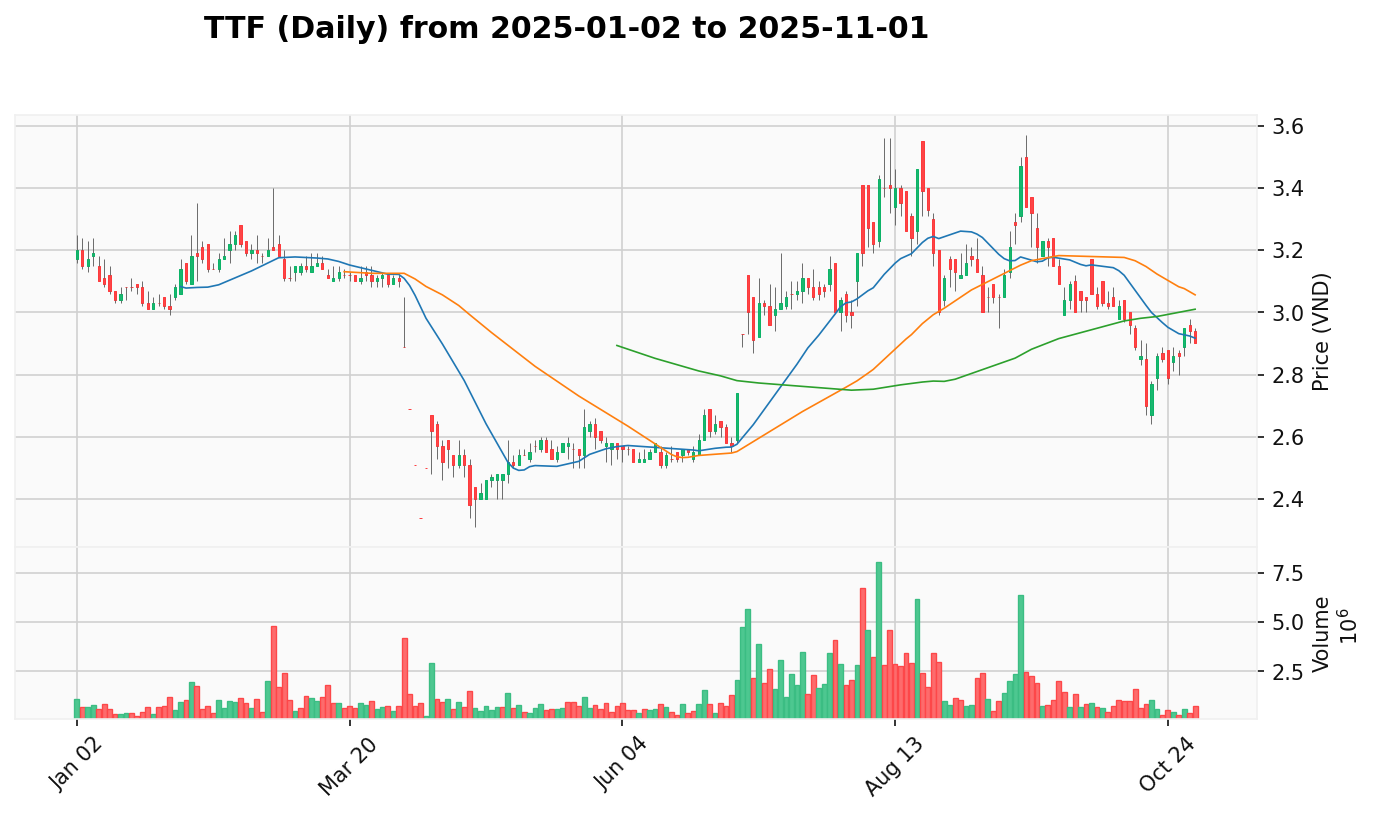 TTF (Daily) from 2025-01-02 to 2025-11-01
3.6
3.4
3.2
3.0
2.8
2.6
2.4
Price (VND)
7.5
5.0
2.5
Volume
10⁶
Jan 02
Mar 20
Jun 04
Aug 13
Oct 24